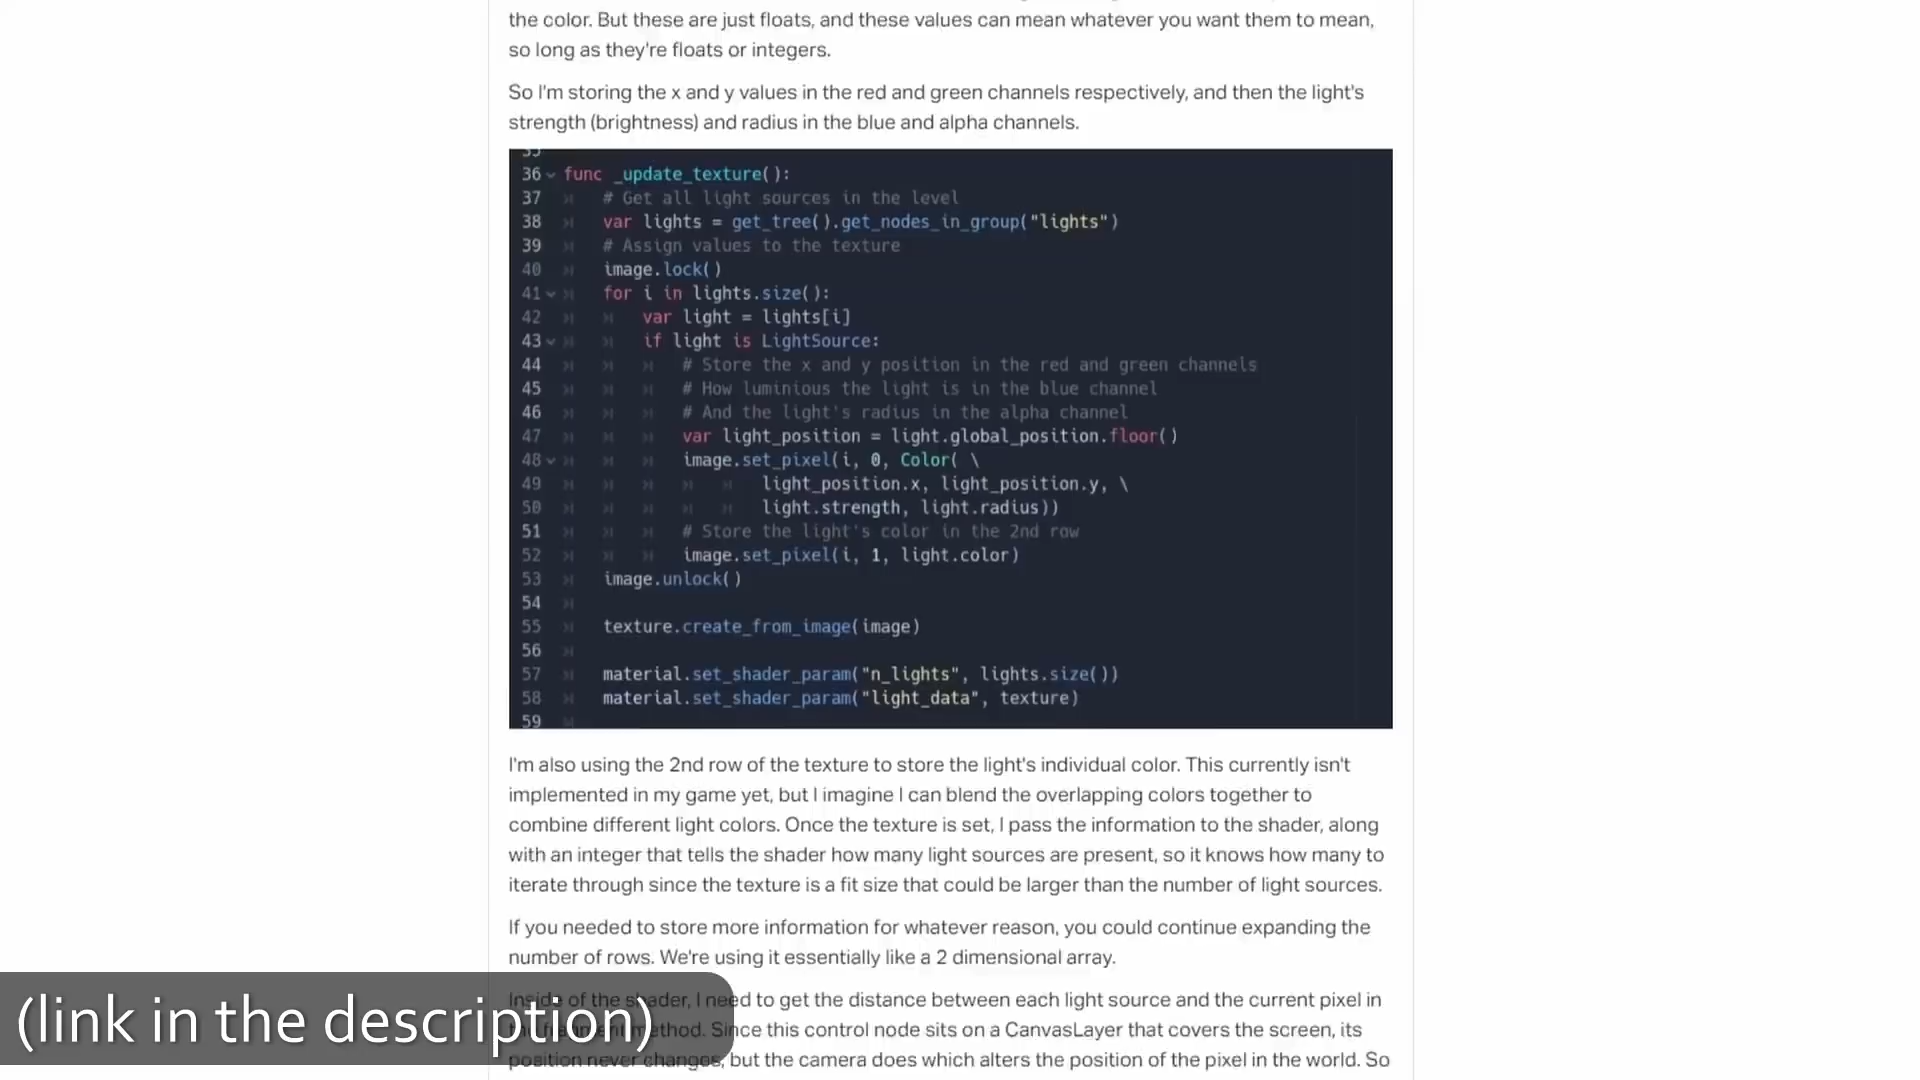 the color. But these are just floats, and these values can mean whatever you want them to mean,
so long as they're floats or integers.
So I'm storing the x and y values in the red and green channels respectively, and then the light's
strength (brightness) and radius in the blue and alpha channels.
35
36 func _update_texture():
37 # Get all light sources in the level
38 var lights = get_tree().get_nodes_in_group("lights")
39 # Assign values to the texture
40 image.lock()
41 for i in lights.size():
42 var light = lights[i]
43 if light is LightSource:
44 # Store the x and y position in the red and green channels
45 # How luminious the light is in the blue channel
46 # And the light's radius in the alpha channel
47 var light_position = light.global_position.floor()
48 image.set_pixel(i, 0, Color( \
49 light_position.x, light_position.y, \
50 light.strength, light.radius))
51 # Store the light's color in the 2nd row
52 image.set_pixel(i, 1, light.color)
53 image.unlock()
54
55 texture.create_from_image(image)
56
57 material.set_shader_param("n_lights", lights.size())
58 material.set_shader_param("light_data", texture)
59
I'm also using the 2nd row of the texture to store the light's individual color. This currently isn't
implemented in my game yet, but I imagine I can blend the overlapping colors together to
combine different light colors. Once the texture is set, I pass the information to the shader, along
with an integer that tells the shader how many light sources are present, so it knows how many to
iterate through since the texture is a fit size that could be larger than the number of light sources.
If you needed to store more information for whatever reason, you could continue expanding the
number of rows. We're using it essentially like a 2 dimensional array.
Inside of the shader, I need to get the distance between each light source and the current pixel in
the fragment method. Since this control node sits on a CanvasLayer that covers the screen, its
position never changes, but the camera does which alters the position of the pixel in the world. So
(link in the description)